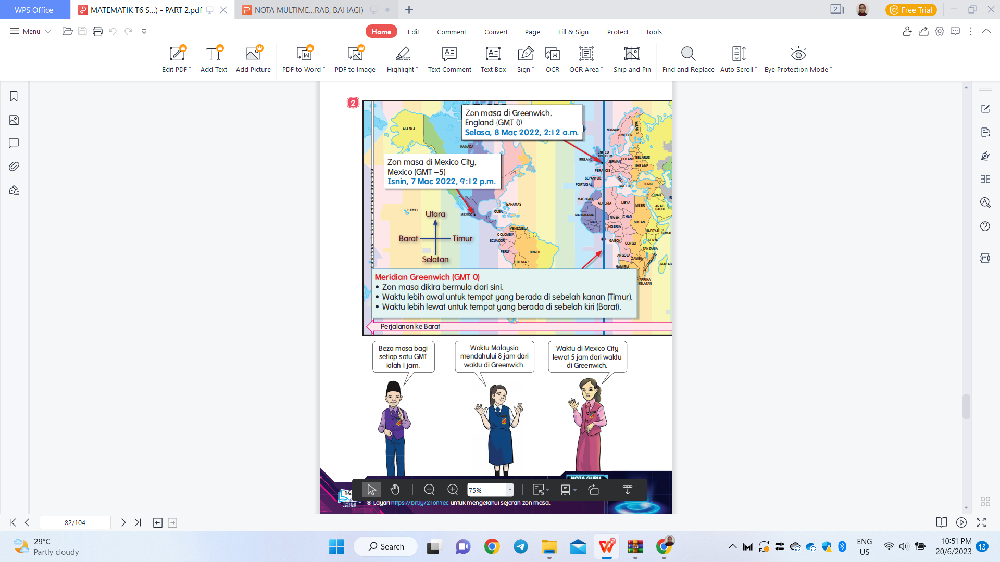 WPS Office
MATEMATIK T6 S...) - PART 2.pdf
NOTA MULTIME...RAB, BAHAGI)
2
Free Trial
Menu
Home
Edit
Comment
Convert
Page
Fill & Sign
Protect
Tools
Edit PDF
Add Text
Add Picture
PDF to Word
PDF to Image
Highlight
Text Comment
Text Box
Sign
OCR
OCR Area
Snip and Pin
Find and Replace
Auto Scroll
Eye Protection Mode
2
Zon masa di Greenwich,
England (GMT 0)
Selasa, 8 Mac 2022, 2:12 a.m.
Zon masa di Mexico City,
Mexico (GMT –5)
Isnin, 7 Mac 2022, 9:12 p.m.
GARISAN TARIKH ANTARABANGSA
ALASKA
KANADA
HAWAII
MEXICO
CUBA
BAHAMAS
VENEZUELA
COLOMBIA
ECUADOR
PERU
BRAZIL
BOLIVIA
NORWAY
SWEDEN
FINLAND
UNITED
KINGDOM
IRELAND
JERMAN
POLAND
BELARUS
UKRAINE
PERANCIS
SEPANYOL
ITALI
PORTUGAL
GREECE
TURKI
IRAQ
IR
MAGHRIBI
ALGERIA
LIBYA
MESIR
ARAB
SAUDI
MAURITANIA
MALI
NIGER
CHAD
SUDAN
NIGERIA
HABSYAH
SOMAL
GABON
CONGO
KENYA
TANZANIA
ANGOLA
ZAMBIA
MOZAMBIQUE
MADAG
NAMIBIA
AFRIKA
SELATAN
Utara
Barat
Timur
Selatan
Meridian Greenwich (GMT 0)
• Zon masa dikira bermula dari sini.
• Waktu lebih awal untuk tempat yang berada di sebelah kanan (Timur).
• Waktu lebih lewat untuk tempat yang berada di sebelah kiri (Barat).
Perjalanan ke Barat
Beza masa bagi
setiap satu GMT
ialah 1 jam.
Waktu Malaysia
mendahului 8 jam dari
waktu di Greenwich.
Waktu di Mexico City
lewat 5 jam dari waktu
di Greenwich.
NOTA GURU
KPM
75%
Layari https://bit.ly/2TonYec untuk mengetahui sejarah zon masa.
82/104
29°C
Partly cloudy
Search
ENG
US
10:51 PM
20/6/2023
13